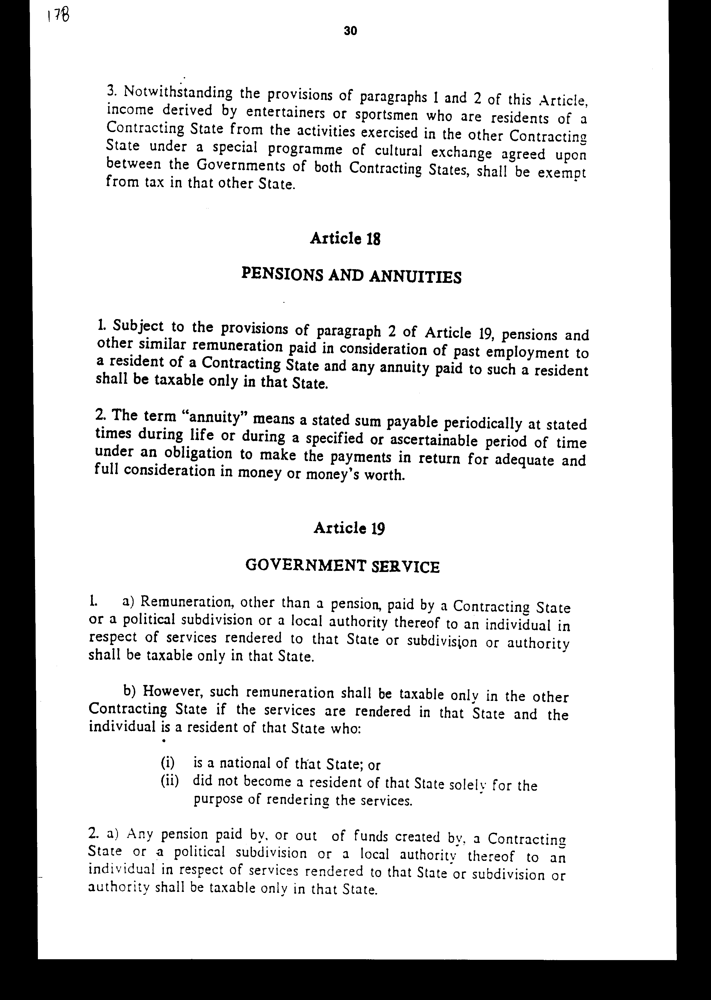 178
30
3. Notwithstanding the provisions of paragraphs 1 and 2 of this Article,
income derived by entertainers or sportsmen who are residents of a
Contracting State from the activities exercised in the other Contracting
State under a special programme of cultural exchange agreed upon
between the Governments of both Contracting States, shall be exempt
from tax in that other State.
Article 18
PENSIONS AND ANNUITIES
1. Subject to the provisions of paragraph 2 of Article 19, pensions and
other similar remuneration paid in consideration of past employment to
a resident of a Contracting State and any annuity paid to such a resident
shall be taxable only in that State.
2. The term “annuity” means a stated sum payable periodically at stated
times during life or during a specified or ascertainable period of time
under an obligation to make the payments in return for adequate and
full consideration in money or money's worth.
Article 19
GOVERNMENT SERVICE
1. a) Remuneration, other than a pension, paid by a Contracting State
or a political subdivision or a local authority thereof to an individual in
respect of services rendered to that State or subdivision or authority
shall be taxable only in that State.
b) However, such remuneration shall be taxable only in the other
Contracting State if the services are rendered in that State and the
individual is a resident of that State who:
(i) is a national of that State; or
(ii) did not become a resident of that State solely for the
purpose of rendering the services.
2. a) Any pension paid by, or out of funds created by, a Contracting
State or a political subdivision or a local authority thereof to an
individual in respect of services rendered to that State or subdivision or
authority shall be taxable only in that State.